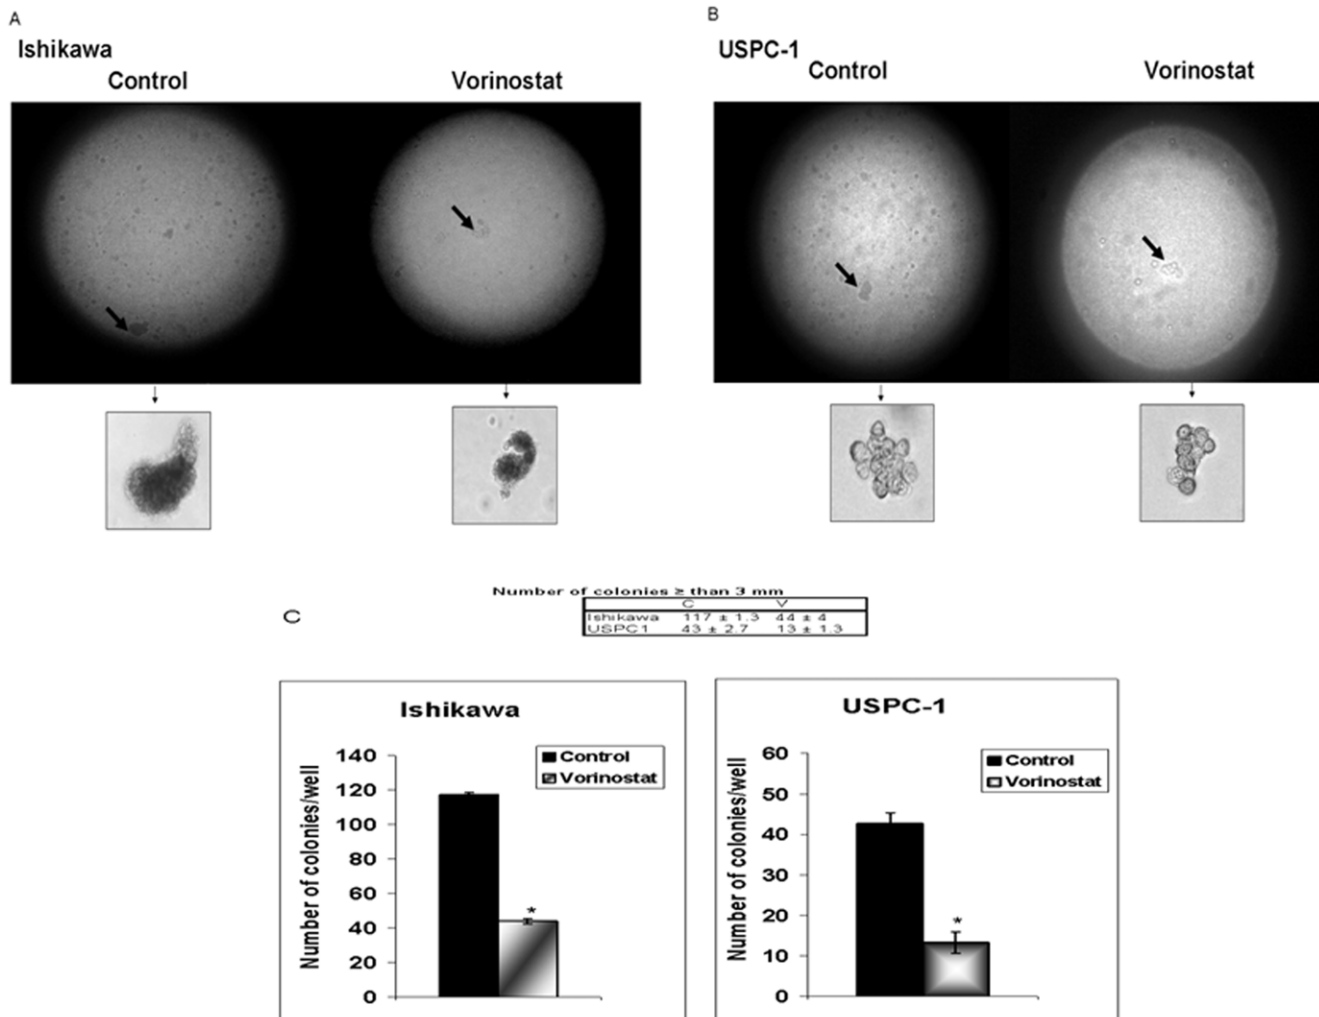 A
Ishikawa
Control Vorinostat
B
USPC-1
Control Vorinostat
C
Number of colonies ≥ than 3 mm
C V
Ishikawa 117 ± 1.3 44 ± 4
USPC1 43 ± 2.7 13 ± 1.3
Ishikawa
Number of colonies/well
140
120
100
80
60
40
20
0
Control
Vorinostat
*
USPC-1
Number of colonies/well
60
50
40
30
20
10
0
Control
Vorinostat
*